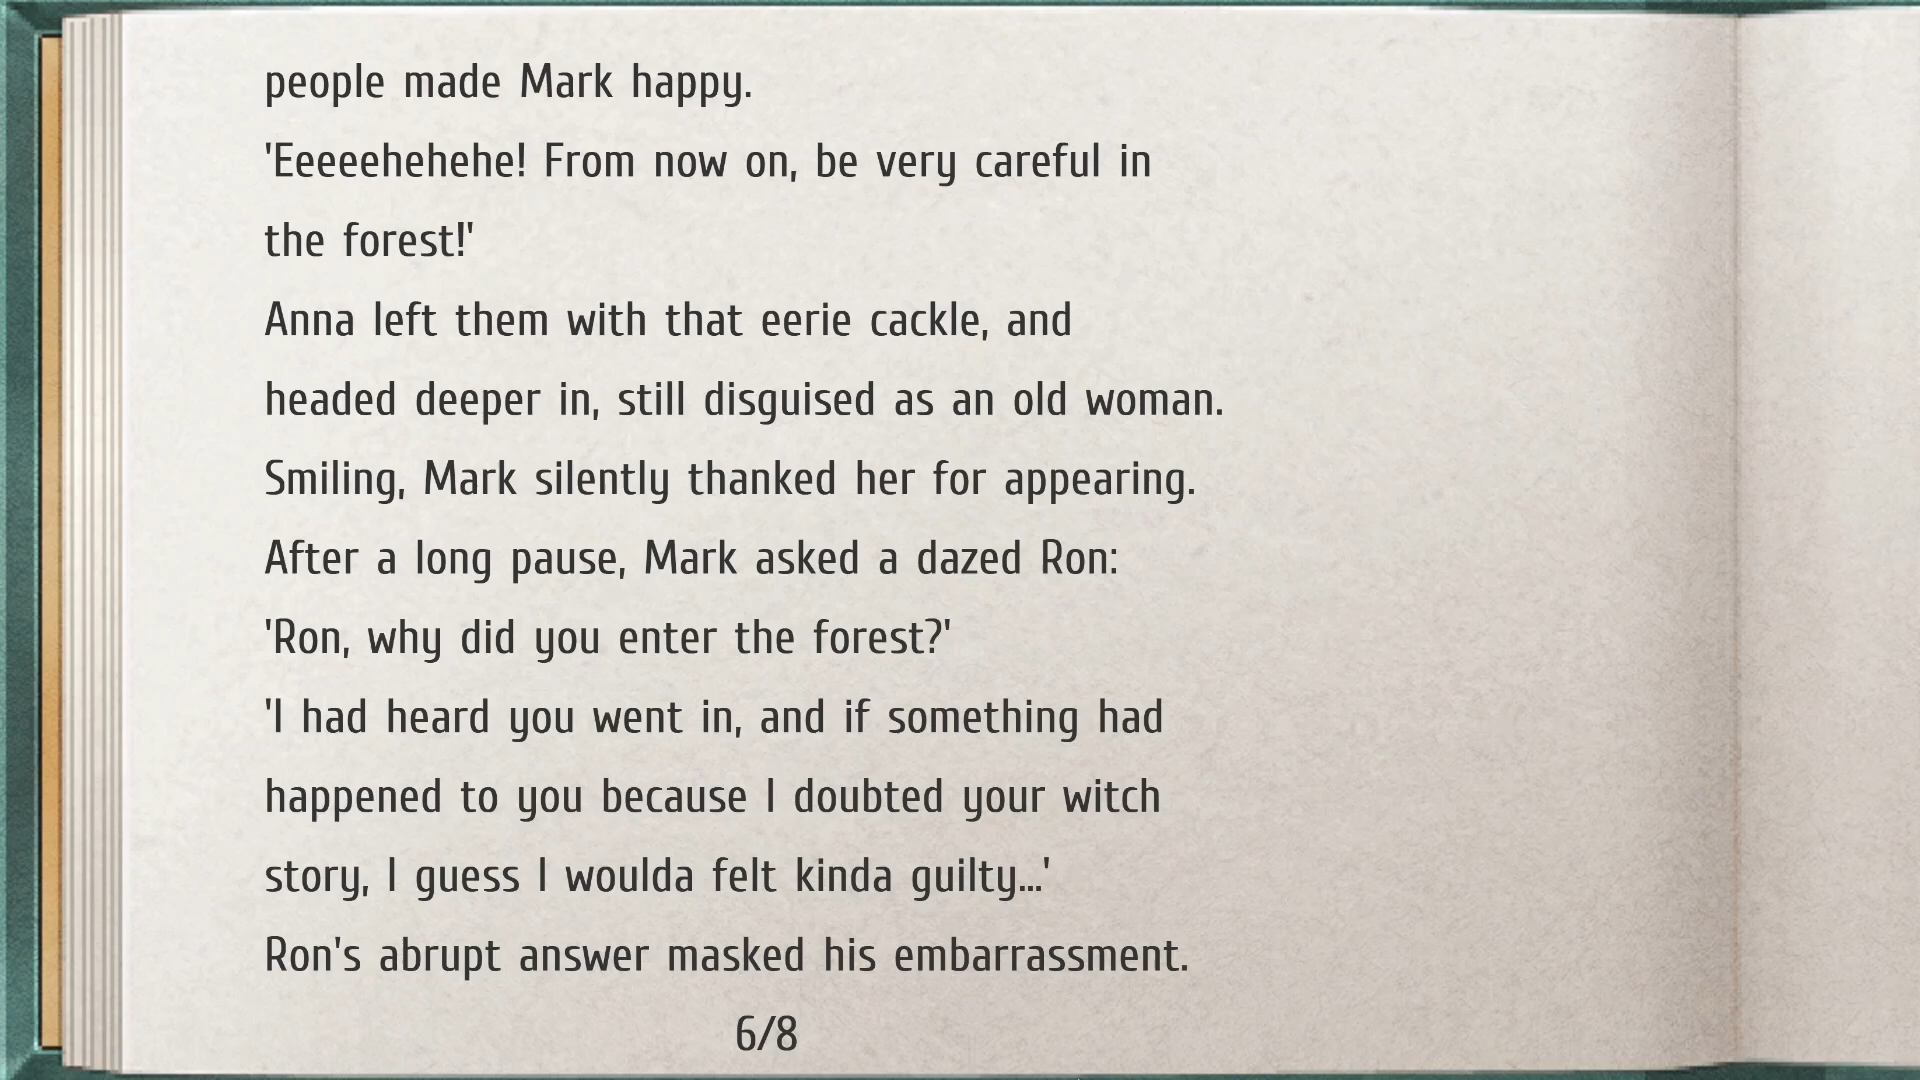 people made Mark happy.
'Eeeeehehehe! From now on, be very careful in
the forest!'
Anna left them with that eerie cackle, and
headed deeper in, still disguised as an old woman.
Smiling, Mark silently thanked her for appearing.
After a long pause, Mark asked a dazed Ron:
'Ron, why did you enter the forest?'
'I had heard you went in, and if something had
happened to you because I doubted your witch
story, I guess I woulda felt kinda guilty...'
Ron's abrupt answer masked his embarrassment.
6/8